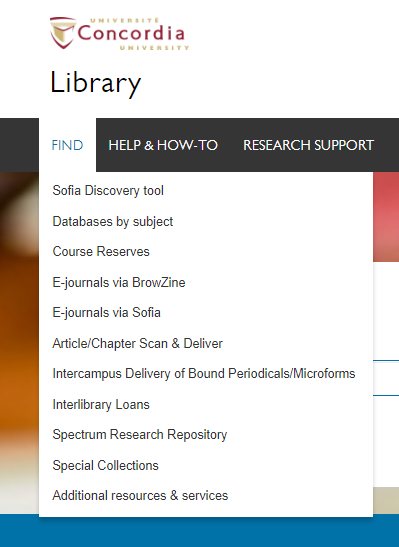 UNIVERSITÉ
Concordia
UNIVERSITY
Library
FIND HELP & HOW-TO RESEARCH SUPPORT
Sofia Discovery tool
Databases by subject
Course Reserves
E-journals via BrowZine
E-journals via Sofia
Article/Chapter Scan & Deliver
Intercampus Delivery of Bound Periodicals/Microforms
Interlibrary Loans
Spectrum Research Repository
Special Collections
Additional resources & services